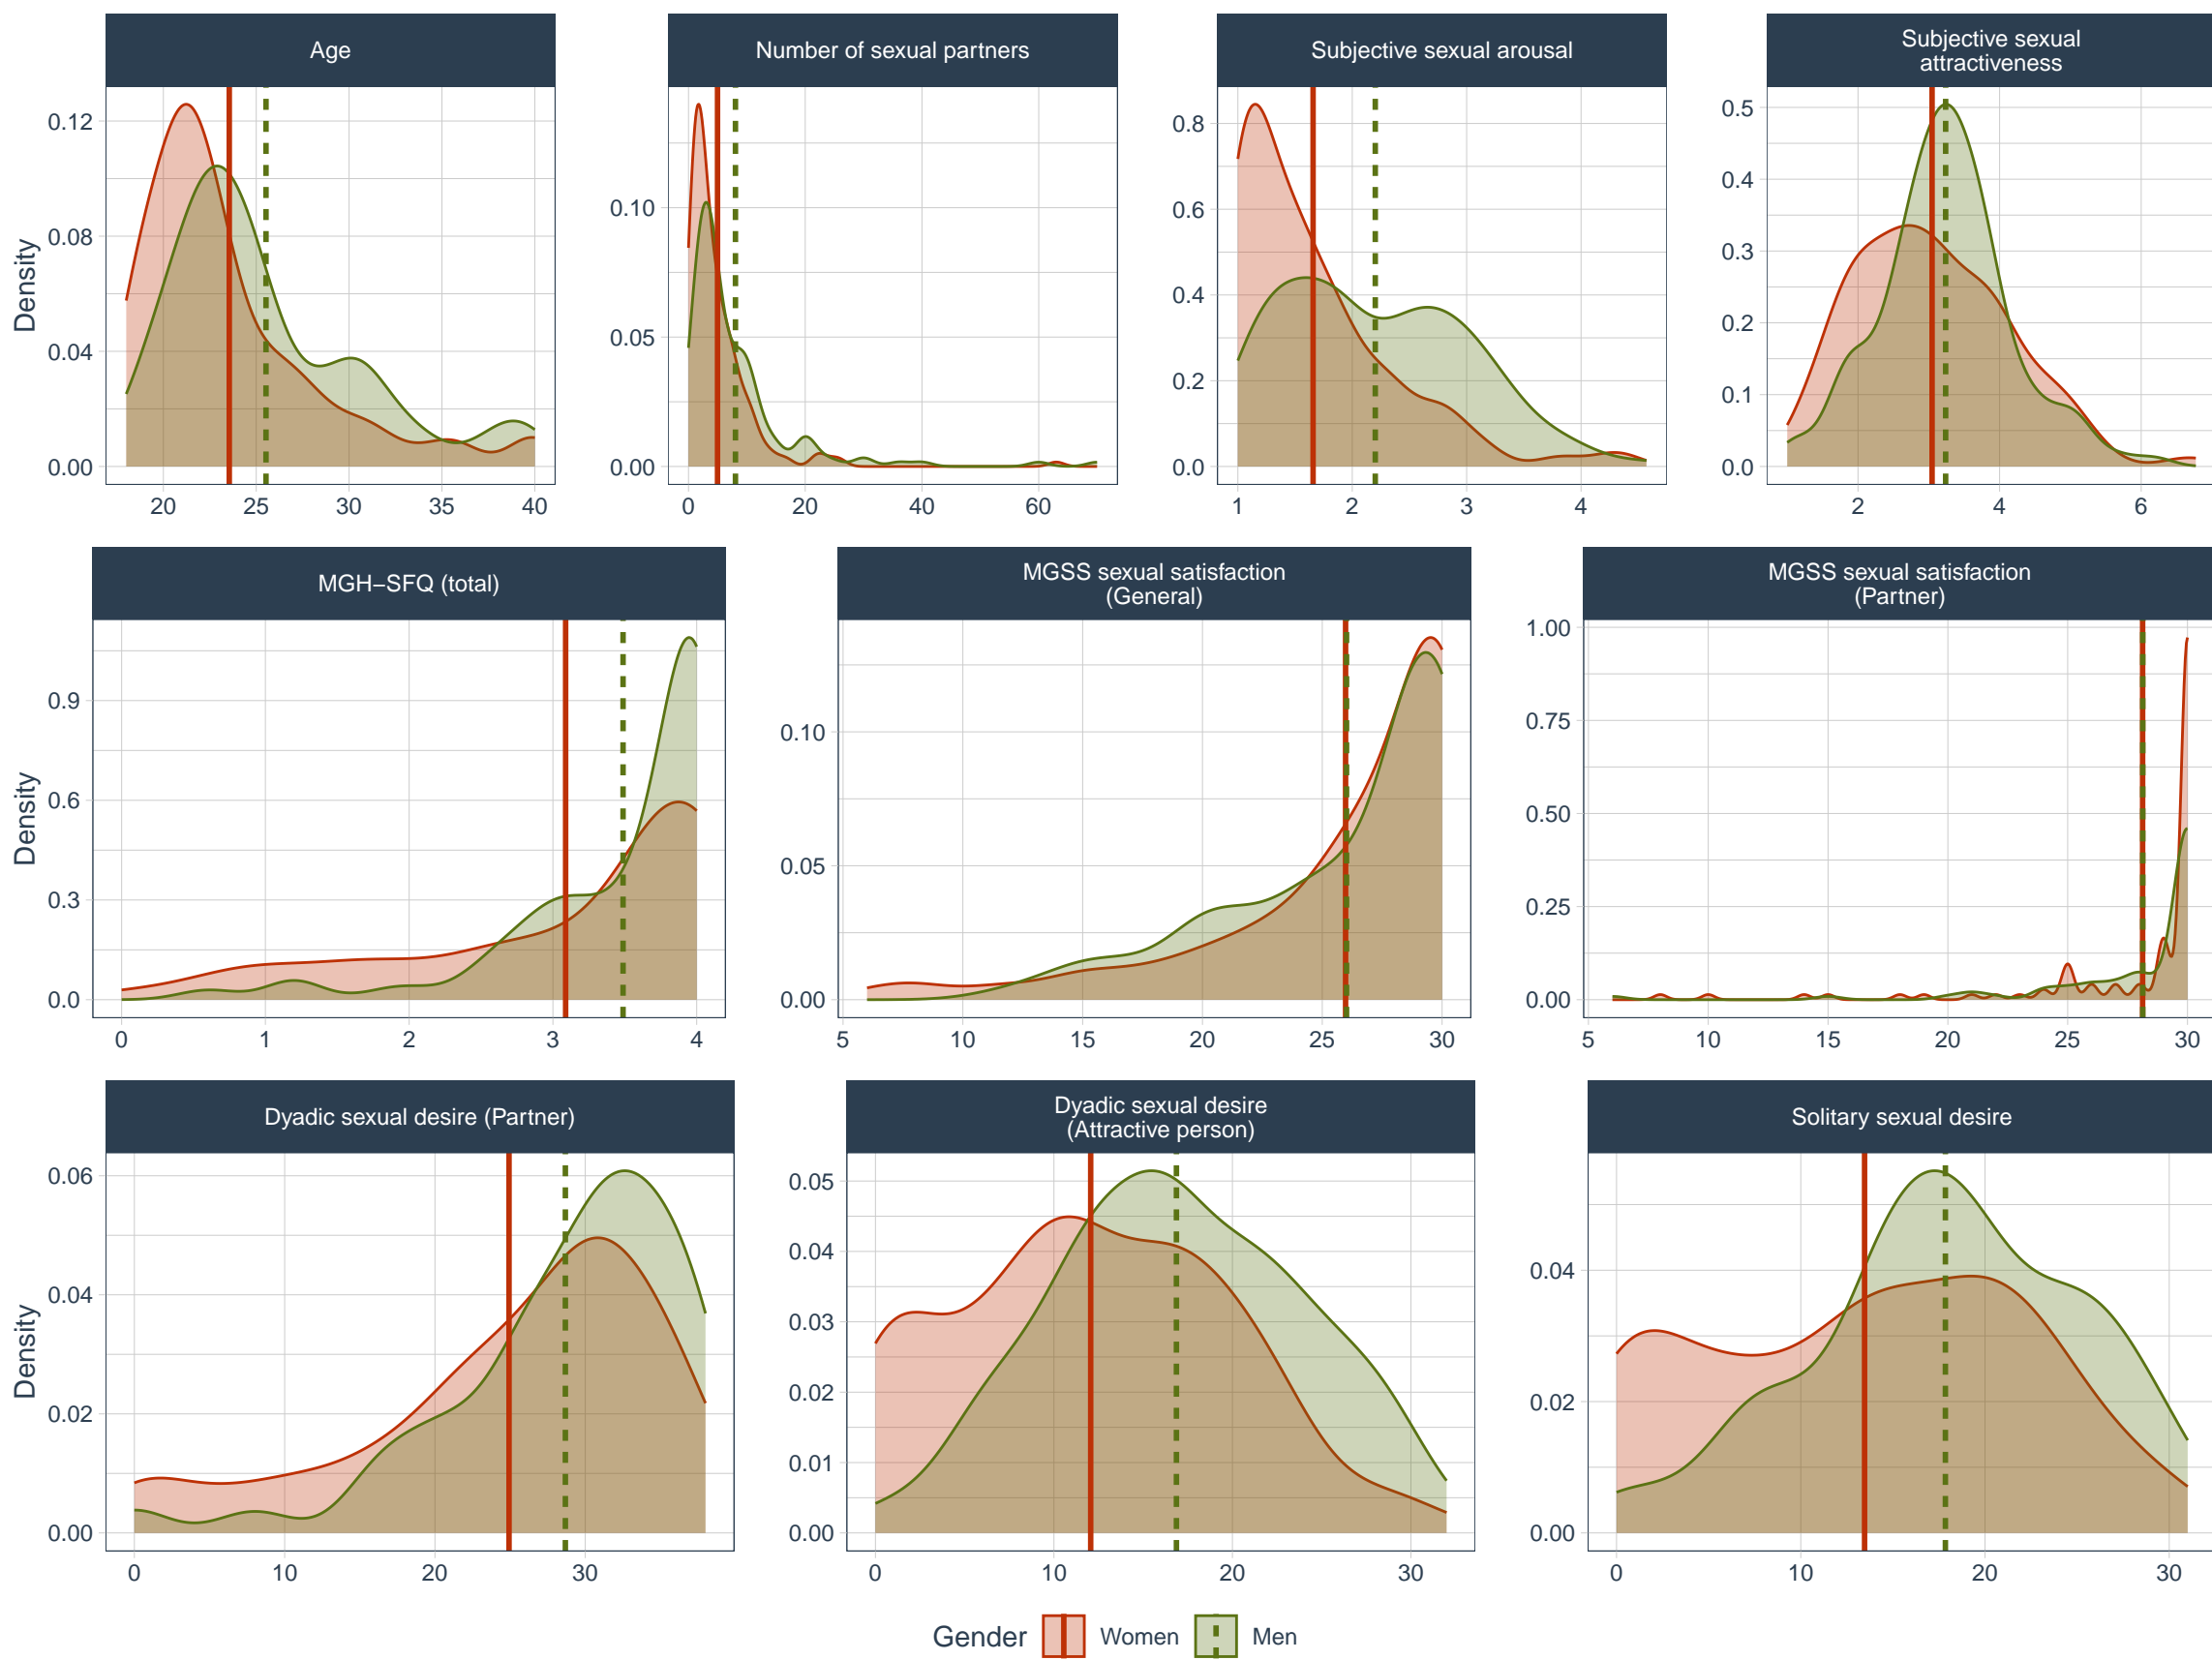 Age
Number of sexual partners
Subjective sexual arousal
Subjective sexual
attractiveness
Density
0.12
0.08
0.04
0.00
20 25 30 35 40
0.10
0.05
0.00
0 20 40 60
0.8
0.6
0.4
0.2
0.0
1 2 3 4
0.5
0.4
0.3
0.2
0.1
0.0
2 4 6
MGH−SFQ (total)
MGSS sexual satisfaction
(General)
MGSS sexual satisfaction
(Partner)
Density
0.9
0.6
0.3
0.0
0 1 2 3 4
0.10
0.05
0.00
5 10 15 20 25 30
1.00
0.75
0.50
0.25
0.00
5 10 15 20 25 30
Dyadic sexual desire (Partner)
Dyadic sexual desire
(Attractive person)
Solitary sexual desire
Density
0.06
0.04
0.02
0.00
0 10 20 30
0.05
0.04
0.03
0.02
0.01
0.00
0 10 20 30
0.04
0.02
0.00
0 10 20 30
Gender Women Men